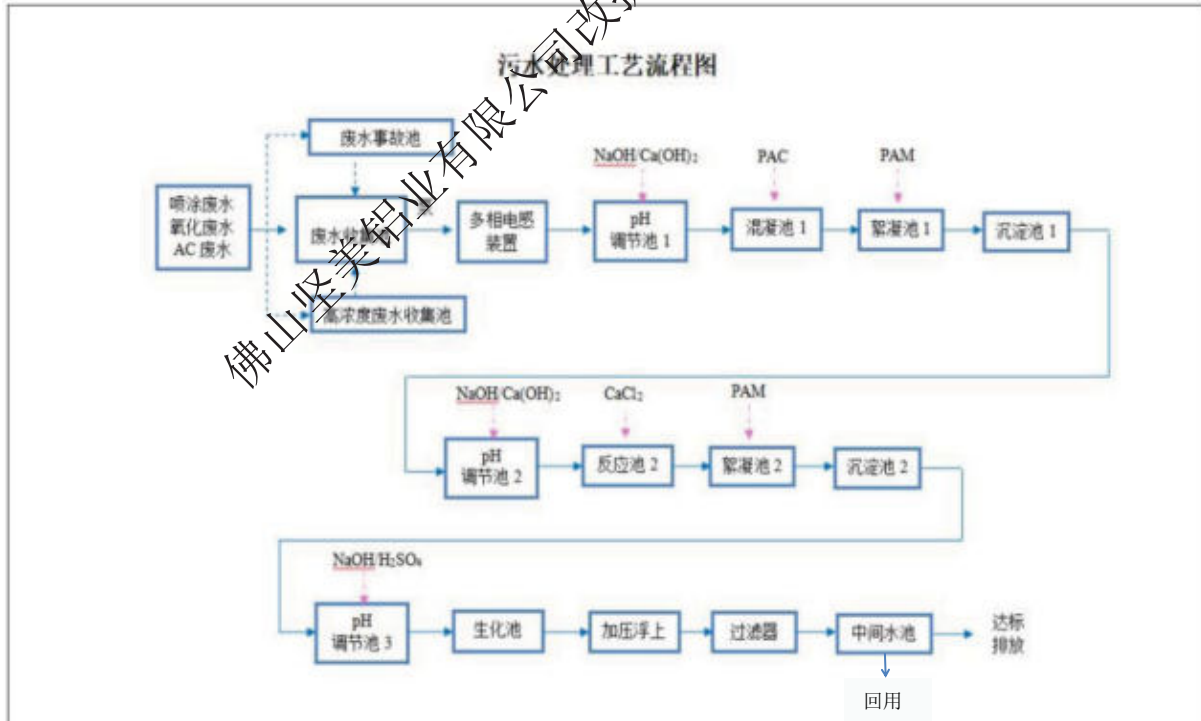 污水处理工艺流程图
佛山坚美铝业有限公司改扩
废水事故池
喷涂废水
氧化废水
AC 废水
废水收集池
高浓度废水收集池
多相电感
装置
NaOH/Ca(OH)₂
pH
调节池 1
PAC
混凝池 1
PAM
絮凝池 1
沉淀池 1
NaOH/Ca(OH)₂
pH
调节池 2
CaCl₂
反应池 2
PAM
絮凝池 2
沉淀池 2
NaOH/H₂SO₄
pH
调节池 3
生化池
加压浮上
过滤器
中间水池
达标
排放
回用